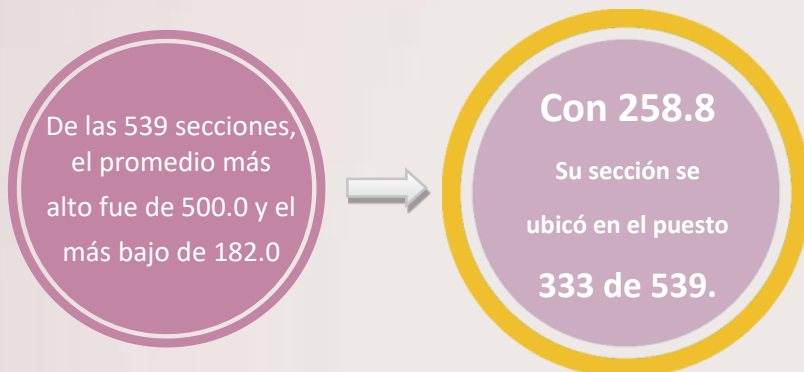 De las 539 secciones,
el promedio más
alto fue de 500.0 y el
más bajo de 182.0
Con 258.8
Su sección se
ubicó en el puesto
333 de 539.